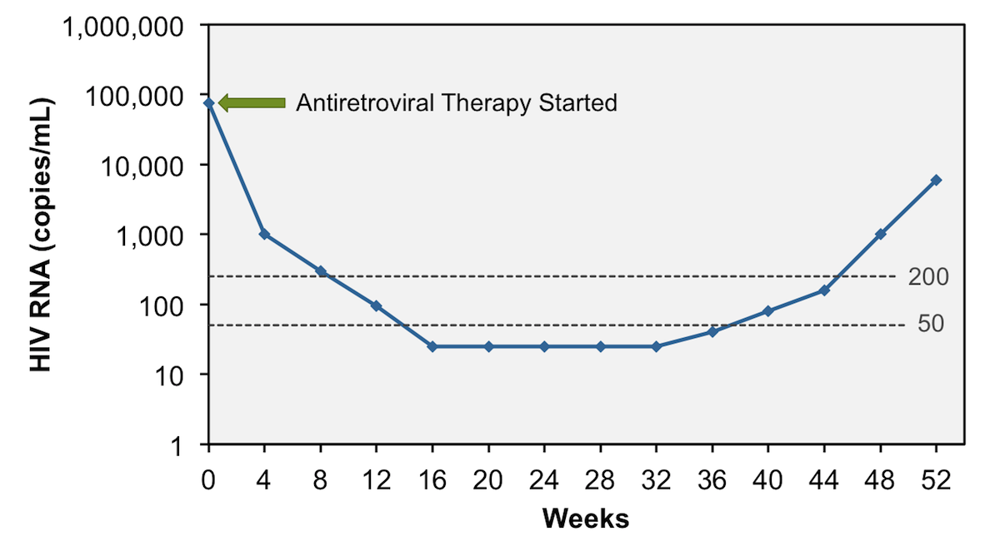 1,000,000
100,000
10,000
1,000
100
10
1
HIV RNA (copies/mL)
Antiretroviral Therapy Started
200
50
0 4 8 12 16 20 24 28 32 36 40 44 48 52
Weeks